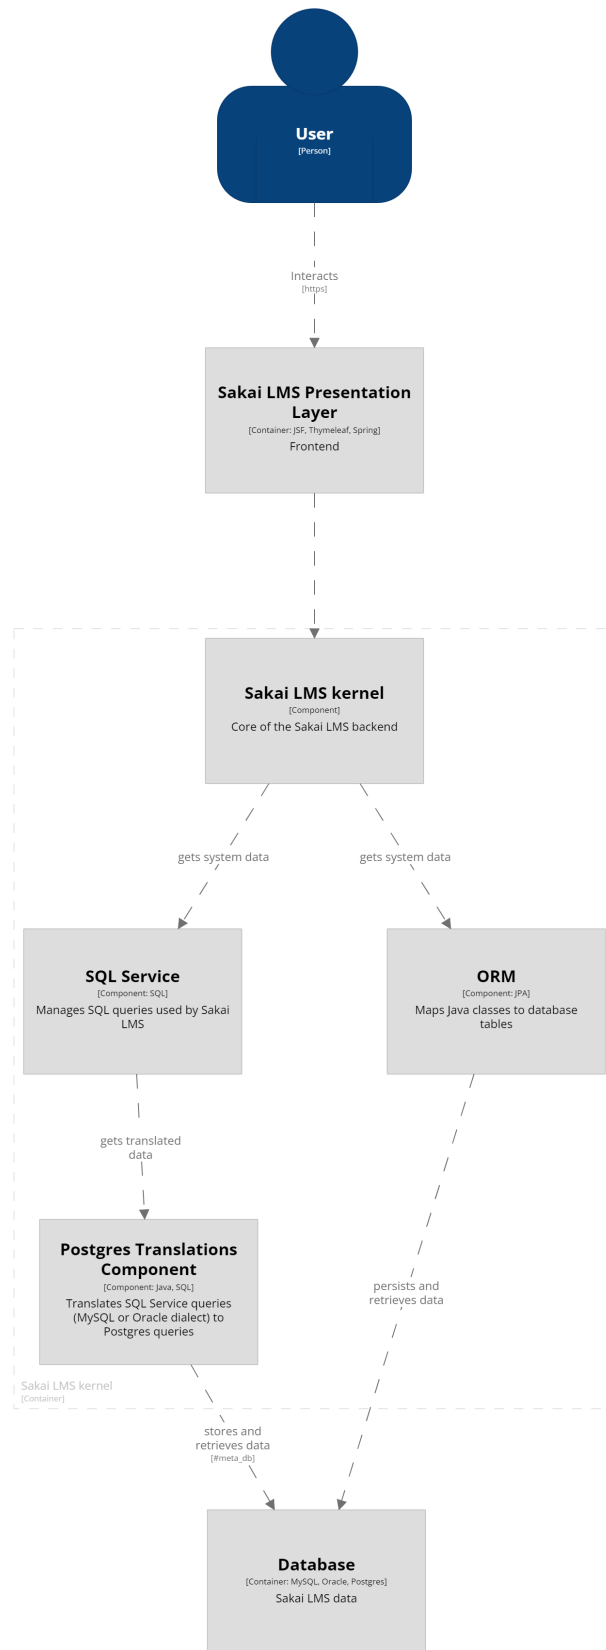 User
[Person]
Interacts
[https]
Sakai LMS Presentation
Layer
[Container: JSF, Thymeleaf, Spring]
Frontend
Sakai LMS kernel
[Component]
Core of the Sakai LMS backend
gets system data
gets system data
SQL Service
[Component: SQL]
Manages SQL queries used by Sakai
LMS
ORM
[Component: JPA]
Maps Java classes to database
tables
gets translated
data
Postgres Translations
Component
[Component: Java, SQL]
Translates SQL Service queries
(MySQL or Oracle dialect) to
Postgres queries
persists and
retrieves data
Sakai LMS kernel
[Container]
stores and
retrieves data
[#meta_db]
Database
[Container: MySQL, Oracle, Postgres]
Sakai LMS data